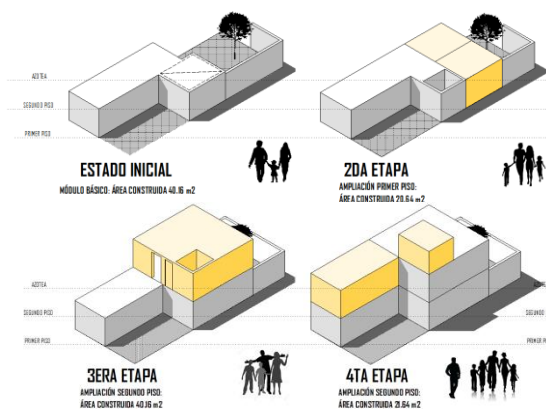 AZOTEA
SEGUNDO PISO
PRIMER PISO
ESTADO INICIAL
MÓDULO BÁSICO: ÁREA CONSTRUIDA 40.16 m2
2DA ETAPA
AMPLIACIÓN PRIMER PISO:
ÁREA CONSTRUIDA 20.64 m2
AZOTEA
SEGUNDO PISO
PRIMER PISO
3ERA ETAPA
AMPLIACIÓN SEGUNDO PISO:
ÁREA CONSTRUIDA 40.16 m2
4TA ETAPA
AMPLIACIÓN SEGUNDO PISO:
ÁREA CONSTRUIDA 21.64 m2
SEGUNDO
PRIMER P